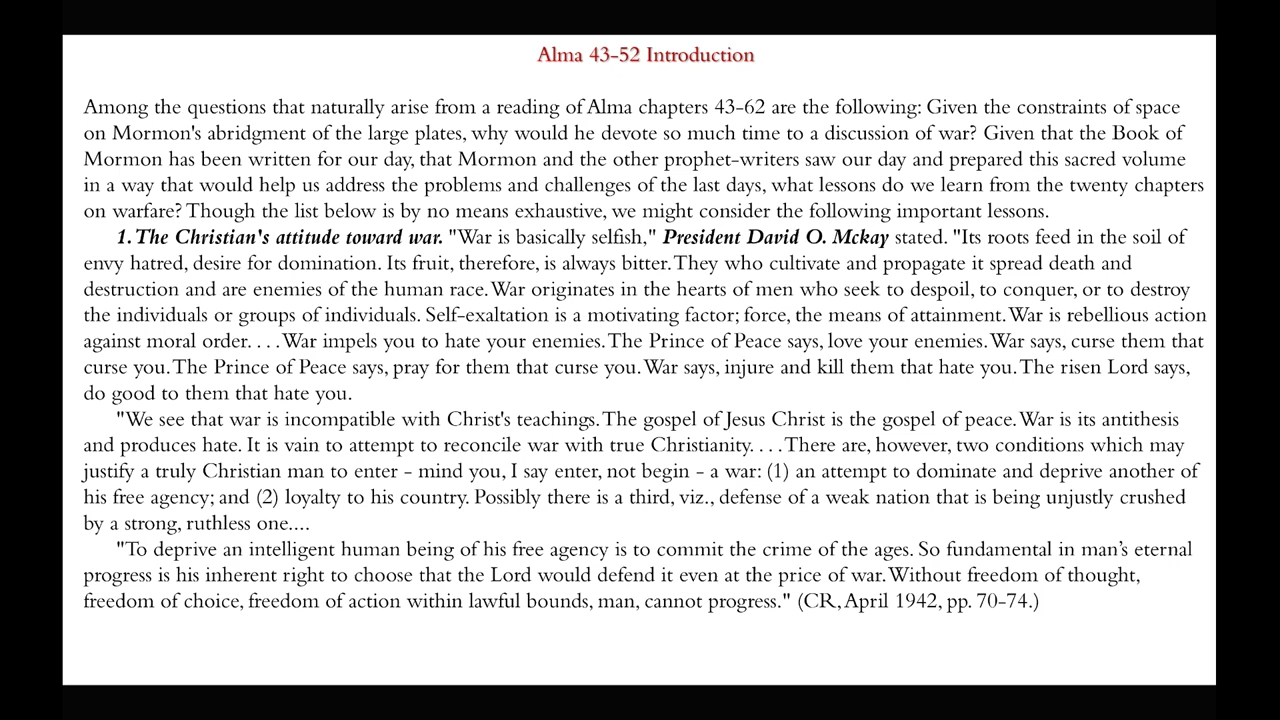 Alma 43-52 Introduction
Among the questions that naturally arise from a reading of Alma chapters 43-62 are the following: Given the constraints of space
on Mormon's abridgment of the large plates, why would he devote so much time to a discussion of war? Given that the Book of
Mormon has been written for our day, that Mormon and the other prophet-writers saw our day and prepared this sacred volume
in a way that would help us address the problems and challenges of the last days, what lessons do we learn from the twenty chapters
on warfare? Though the list below is by no means exhaustive, we might consider the following important lessons.
1. The Christian's attitude toward war. "War is basically selfish," President David O. Mckay stated. "Its roots feed in the soil of
envy hatred, desire for domination. Its fruit, therefore, is always bitter. They who cultivate and propagate it spread death and
destruction and are enemies of the human race. War originates in the hearts of men who seek to despoil, to conquer, or to destroy
the individuals or groups of individuals. Self-exaltation is a motivating factor; force, the means of attainment. War is rebellious action
against moral order. . . . War impels you to hate your enemies. The Prince of Peace says, love your enemies. War says, curse them that
curse you. The Prince of Peace says, pray for them that curse you. War says, injure and kill them that hate you. The risen Lord says,
do good to them that hate you.
"We see that war is incompatible with Christ's teachings. The gospel of Jesus Christ is the gospel of peace. War is its antithesis
and produces hate. It is vain to attempt to reconcile war with true Christianity. . . . There are, however, two conditions which may
justify a truly Christian man to enter - mind you, I say enter, not begin - a war: (1) an attempt to dominate and deprive another of
his free agency; and (2) loyalty to his country. Possibly there is a third, viz., defense of a weak nation that is being unjustly crushed
by a strong, ruthless one....
"To deprive an intelligent human being of his free agency is to commit the crime of the ages. So fundamental in man's eternal
progress is his inherent right to choose that the Lord would defend it even at the price of war. Without freedom of thought,
freedom of choice, freedom of action within lawful bounds, man, cannot progress." (CR, April 1942, pp. 70-74.)